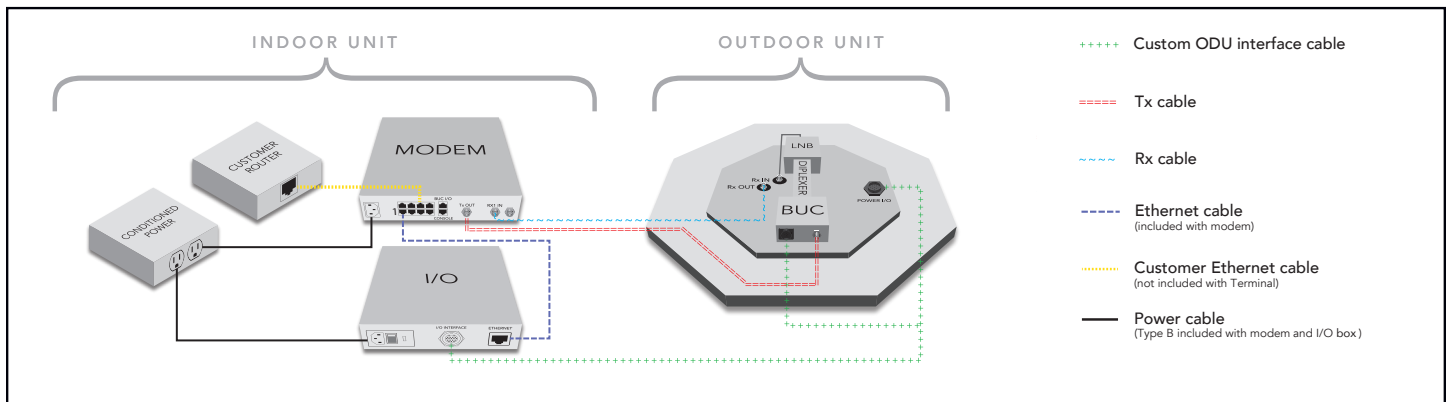 INDOOR UNIT
OUTDOOR UNIT
CUSTOMER
ROUTER
MODEM
BUC I/O
1
CONSOLE
Tx OUT
RX1 IN
CONDITIONED
POWER
I/O
I/O INTERFACE
ETHERNET
LNB
DIPLEXER
Rx IN
Rx OUT
BUC
POWER I/O
Custom ODU interface cable
Tx cable
Rx cable
Ethernet cable
(included with modem)
Customer Ethernet cable
(not included with Terminal)
Power cable
(Type B included with modem and I/O box)